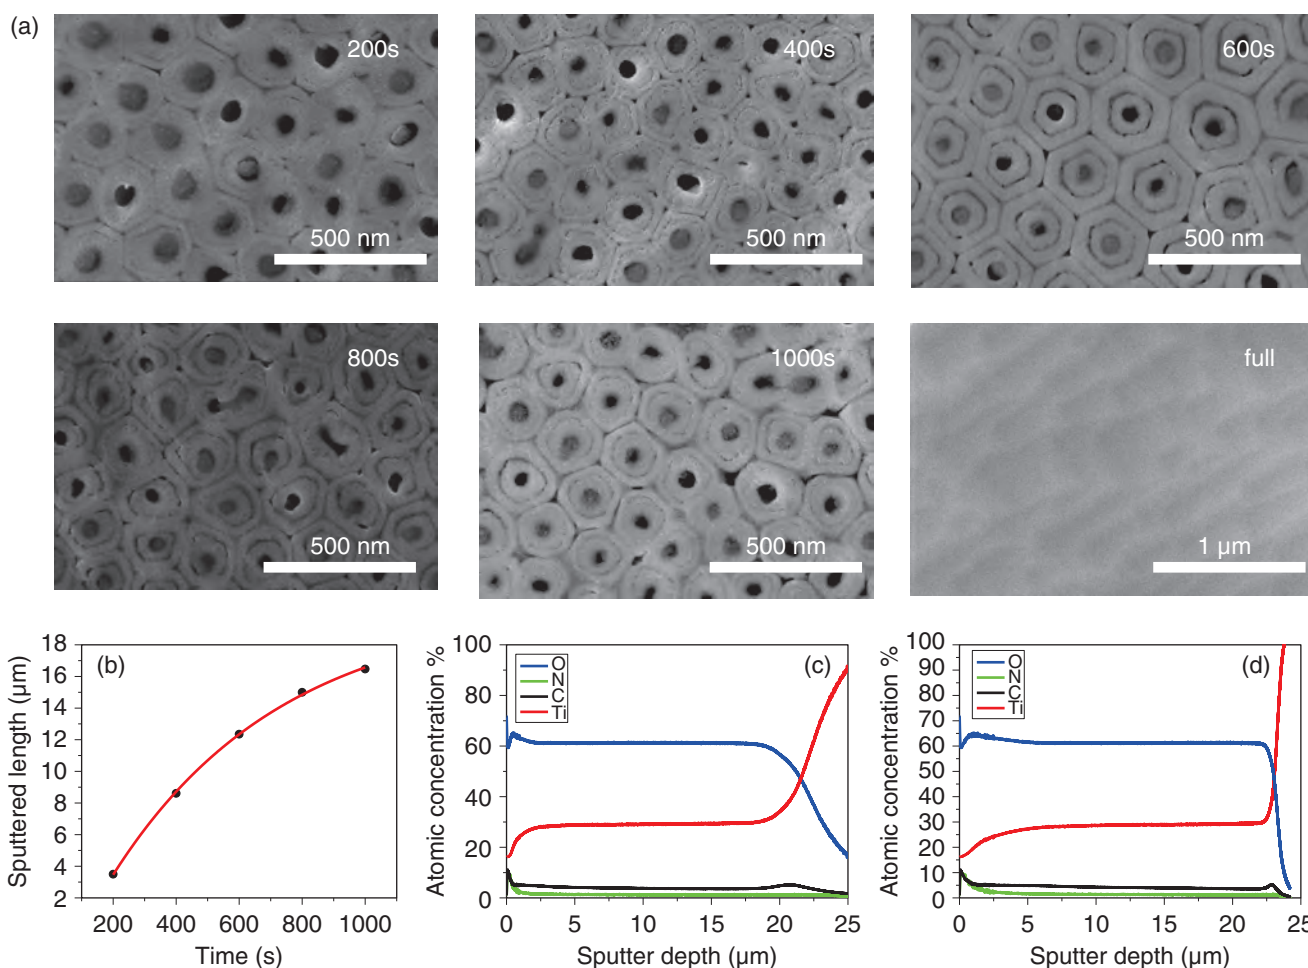 (a)
200s
500 nm
400s
500 nm
600s
500 nm
800s
500 nm
1000s
500 nm
full
1 µm
(b)
Sputtered length (µm)
18
16
14
12
10
8
6
4
2
200 400 600 800 1000
Time (s)
(c)
Atomic concentration %
100
80
60
40
20
0
O
N
C
Ti
0 5 10 15 20 25
Sputter depth (µm)
(d)
Atomic concentration %
100
90
80
70
60
50
40
30
20
10
0
O
N
C
Ti
0 5 10 15 20 25
Sputter depth (µm)